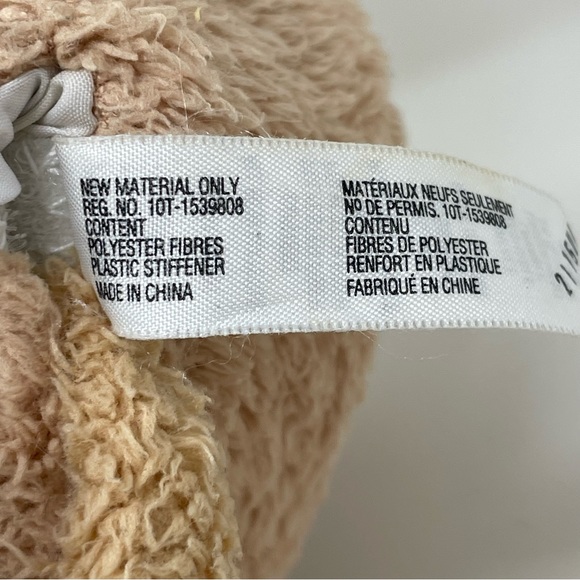 NEW MATERIAL ONLY
REG. NO. 10T-1539808
CONTENT
POLYESTER FIBRES
PLASTIC STIFFENER
MADE IN CHINA
MATÉRIAUX NEUFS SEULEMENT
Nº DE PERMIS. 10T-1539808
CONTENU
FIBRES DE POLYESTER
RENFORT EN PLASTIQUE
FABRIQUÉ EN CHINE